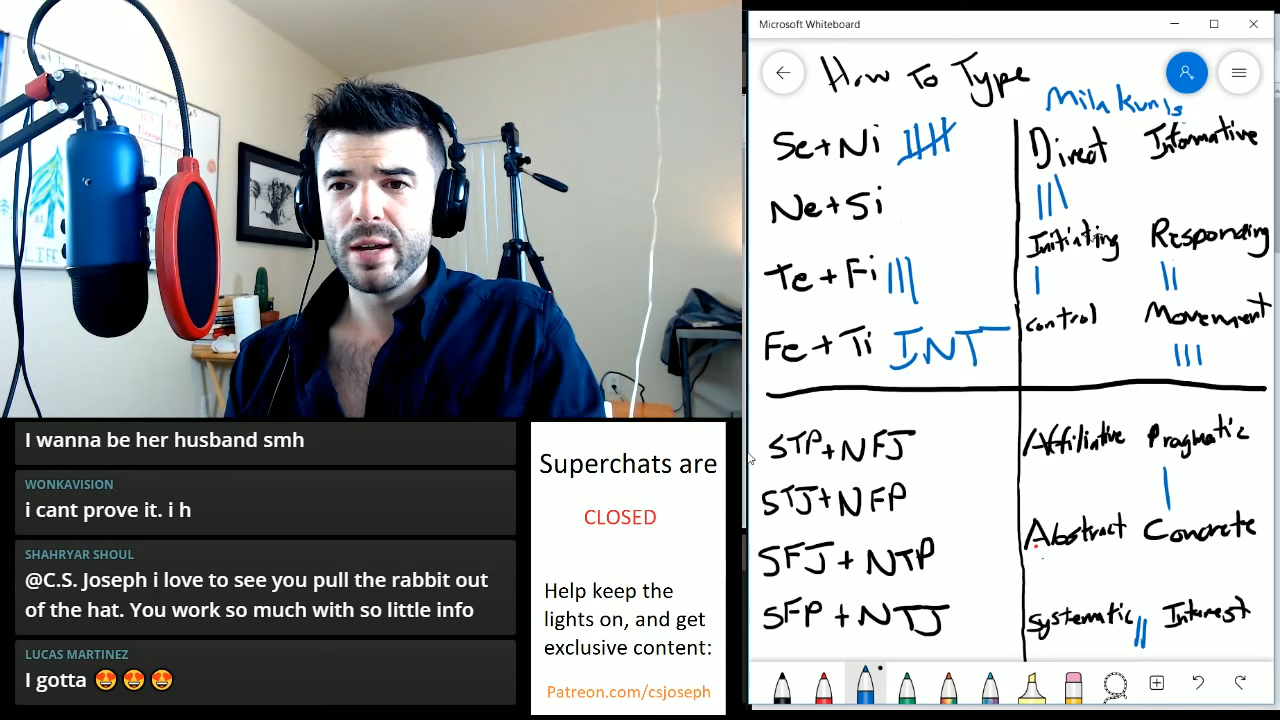 Microsoft Whiteboard
How To Type
Mila kunis
Se+Ni
Direct Informative
Ne+Si
Initiating Responding
Te + Fi
control Movement
Fe + Ti INT
STP+NFJ
Affiliative Pragmatic
STJ+NFP
Abstract Concrete
SFJ + NTP
SFP + NTJ
Systematic Interest
LIFE
I wanna be her husband smh
WONKAVISION
i cant prove it. i h
SHAHRYAR SHOUL
@C.S. Joseph i love to see you pull the rabbit out
of the hat. You work so much with so little info
LUCAS MARTINEZ
I gotta 😍 😍 😍
Superchats are
CLOSED
Help keep the
lights on, and get
exclusive content:
Patreon.com/csjoseph